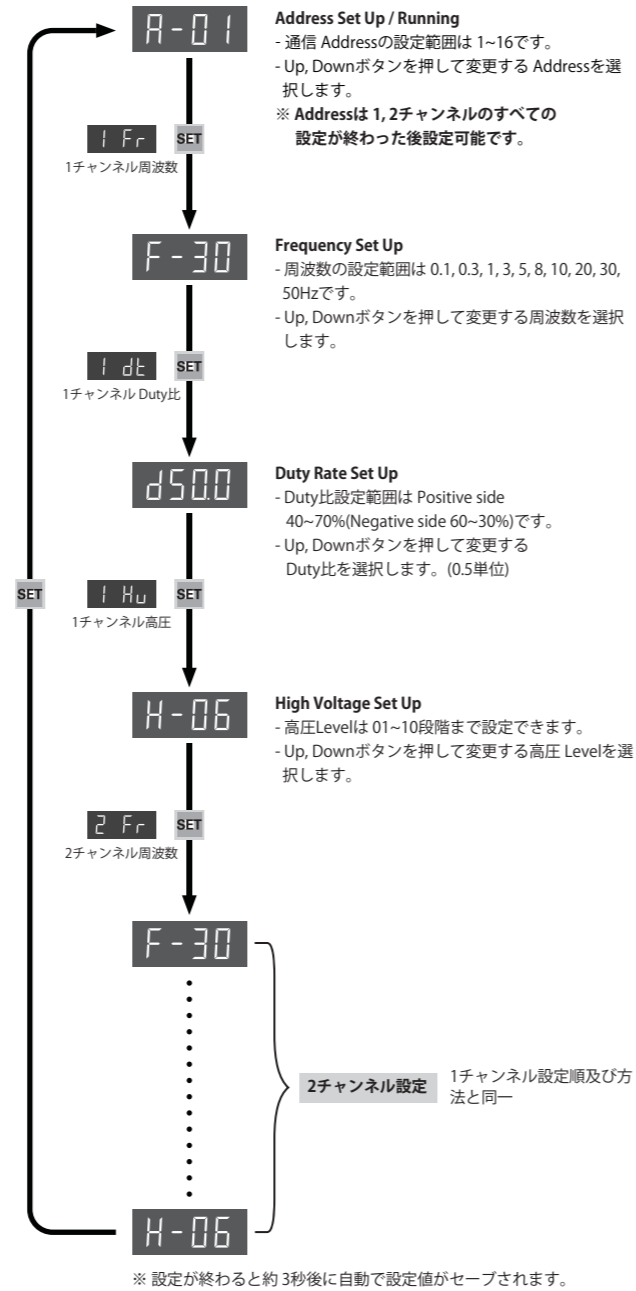 A-01
Address Set Up / Running
- 通信 Addressの設定範囲は 1~16です。
- Up, Downボタンを押して変更する Addressを選
択します。
※ Addressは 1, 2チャンネルのすべての
設定が終わった後設定可能です。
1 Fr
SET
1チャンネル周波数
F-30
Frequency Set Up
- 周波数の設定範囲は 0.1, 0.3, 1, 3, 5, 8, 10, 20, 30,
50Hzです。
- Up, Downボタンを押して変更する周波数を選択
します。
1 dt
SET
1チャンネル Duty比
d50.0
Duty Rate Set Up
- Duty比設定範囲は Positive side
40~70%(Negative side 60~30%)です。
- Up, Downボタンを押して変更する
Duty比を選択します。(0.5単位)
SET
1 Hu
SET
1チャンネル高圧
H-06
High Voltage Set Up
- 高圧Levelは 01~10段階まで設定できます。
- Up, Downボタンを押して変更する高圧 Levelを選
択します。
2 Fr
SET
2チャンネル周波数
F-30
2チャンネル設定
1チャンネル設定順及び方
法と同一
H-06
※ 設定が終わると約 3秒後に自動で設定値がセーブされます。